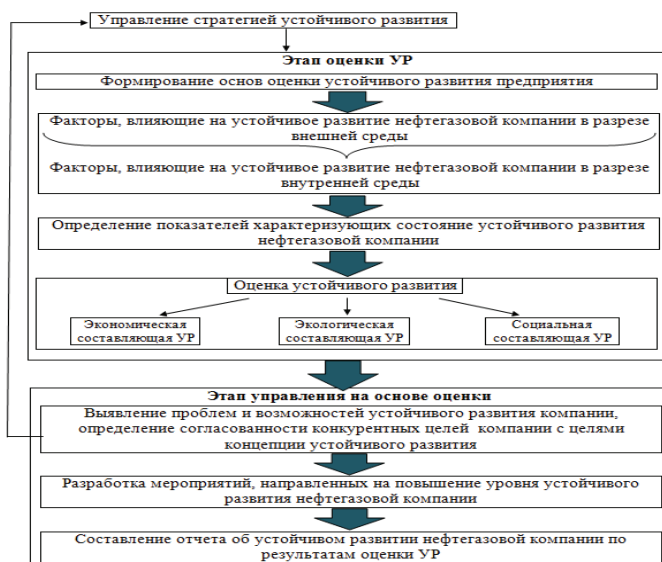 Управление стратегией устойчивого развития
Этап оценки УР
Формирование основ оценки устойчивого развития предприятия
Факторы, влияющие на устойчивое развитие нефтегазовой компании в разрезе
внешней среды
Факторы, влияющие на устойчивое развитие нефтегазовой компании в разрезе
внутренней среды
Определение показателей характеризующих состояние устойчивого развития
нефтегазовой компании
Оценка устойчивого развития
Экономическая
составляющая УР
Экологическая
составляющая УР
Социальная
составляющая УР
Этап управления на основе оценки
Выявление проблем и возможностей устойчивого развития компании,
определение согласованности конкурентных целей компании с целями
концепции устойчивого развития
Разработка мероприятий, направленных на повышение уровня устойчивого
развития нефтегазовой компании
Составление отчета об устойчивом развитии нефтегазовой компании по
результатам оценки УР